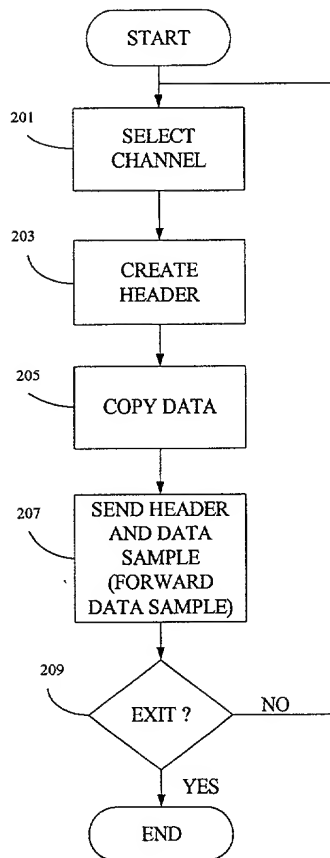 START
201
SELECT
CHANNEL
203
CREATE
HEADER
205
COPY DATA
207
SEND HEADER
AND DATA
SAMPLE
(FORWARD
DATA SAMPLE)
209
EXIT ?
NO
YES
END